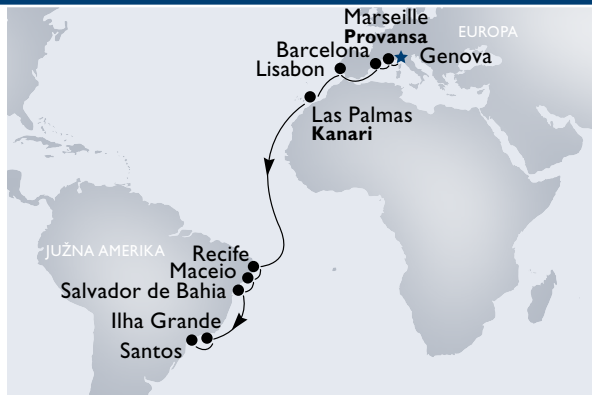 Marseille
Provansa
EUROPA
Barcelona
Genova
Lisabon
Las Palmas
Kanari
JUŽNA AMERIKA
Recife
Maceio
Salvador de Bahia
Ilha Grande
Santos